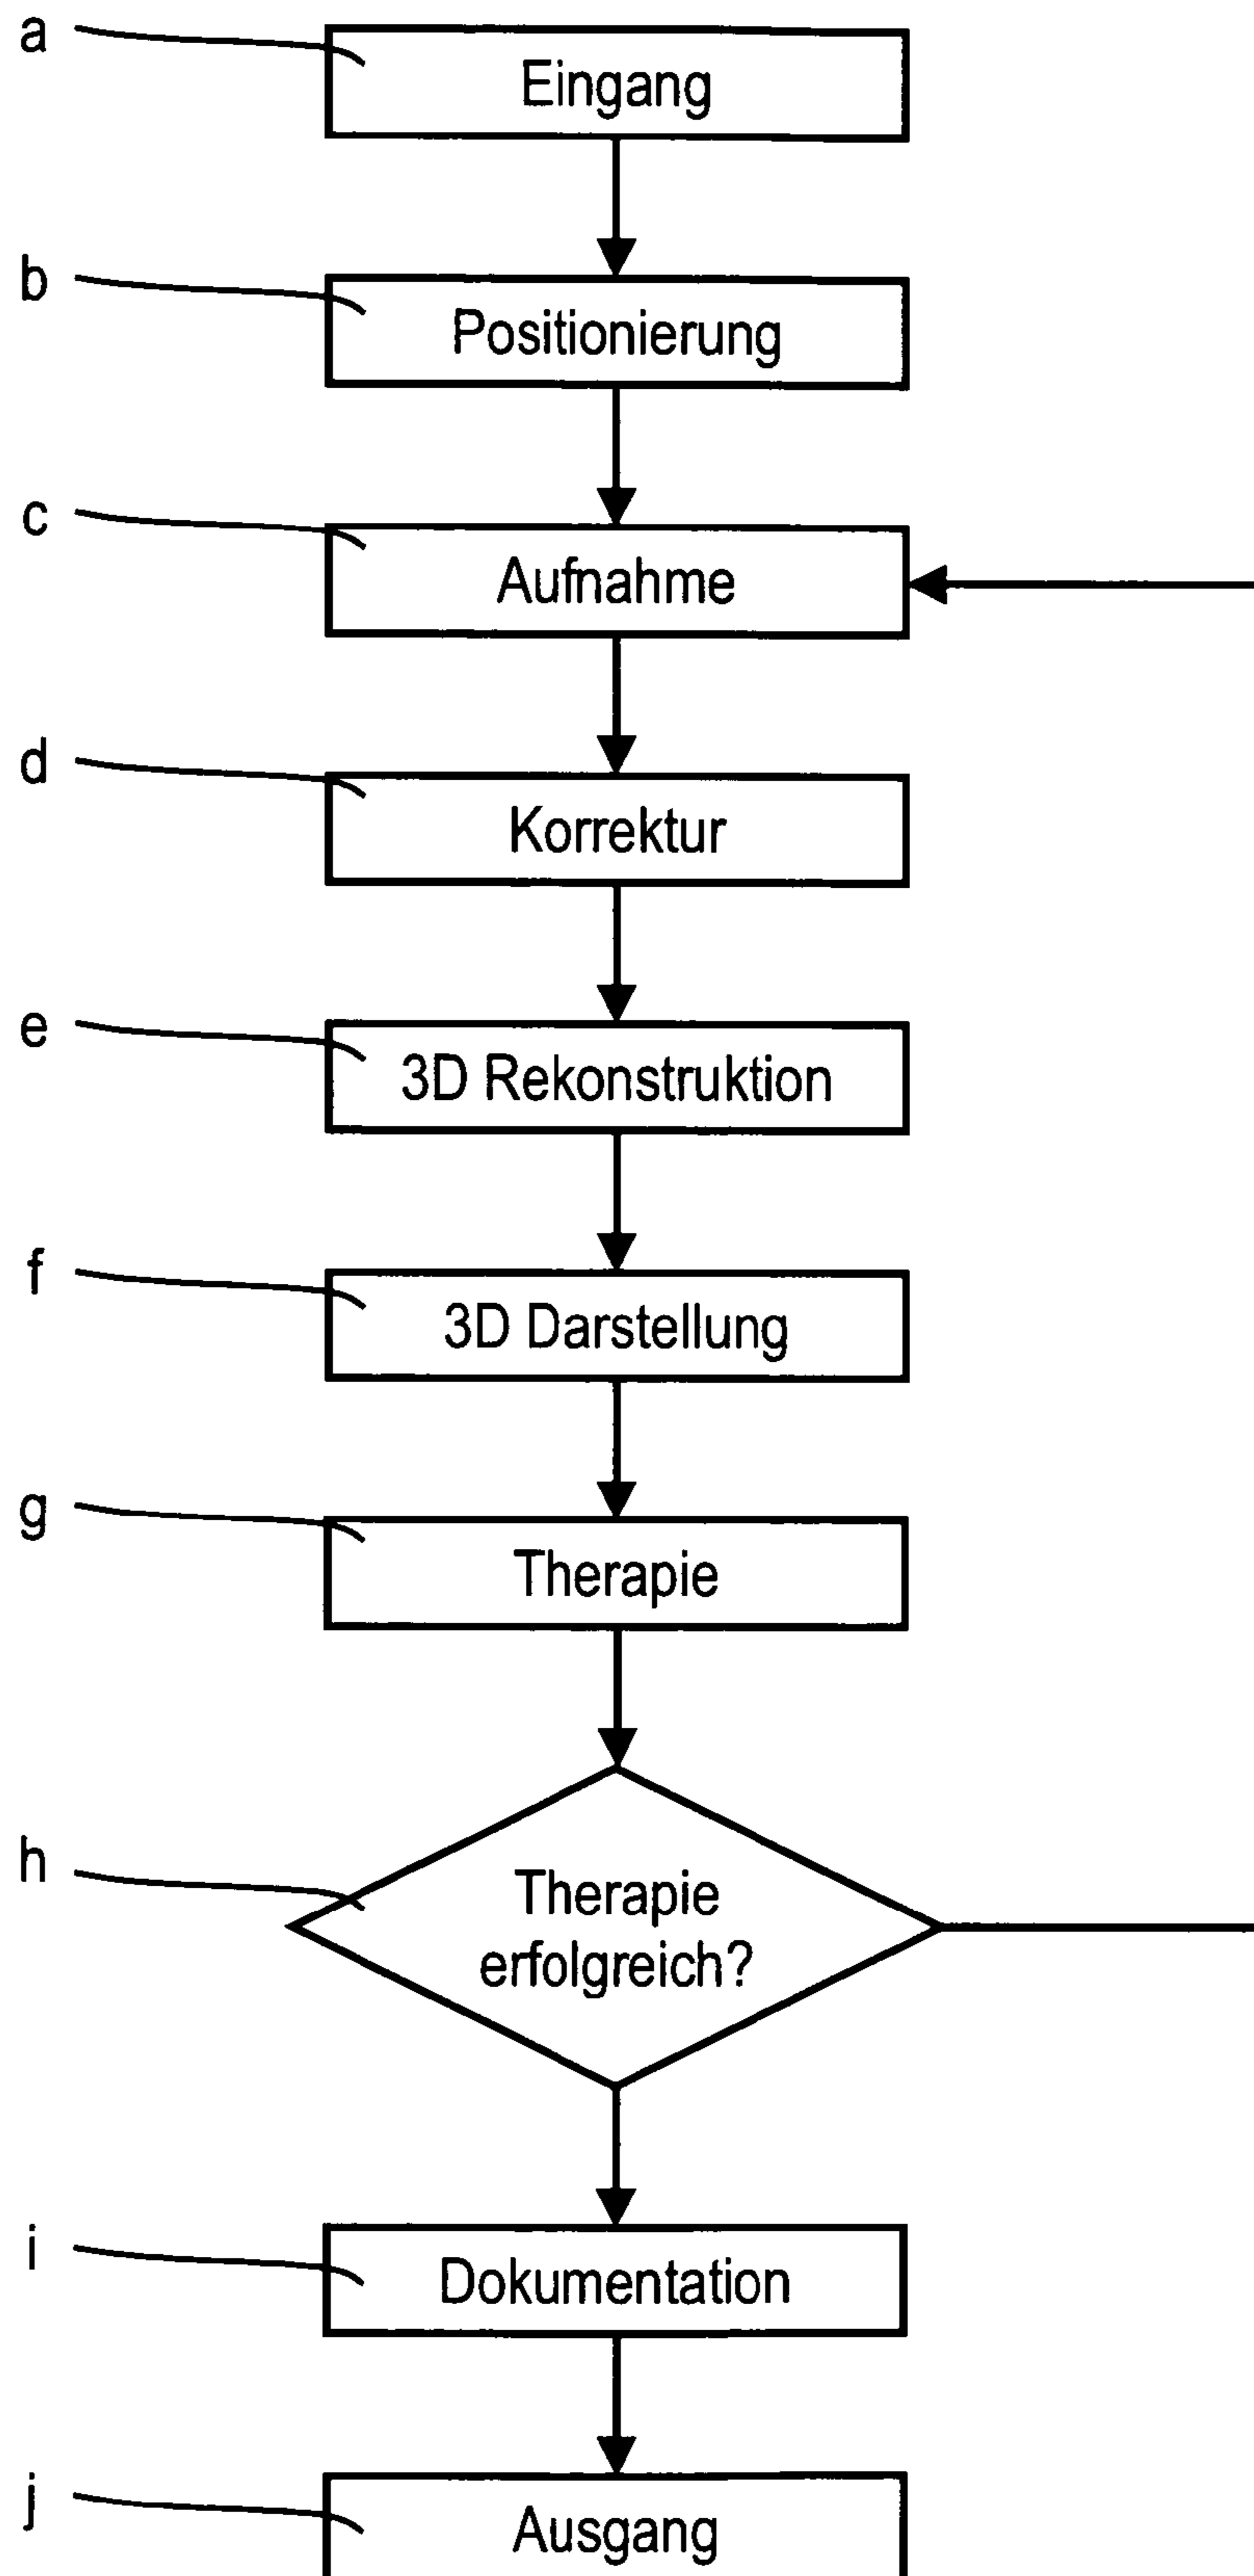 a
Eingang
b
Positionierung
c
Aufnahme
d
Korrektur
e
3D Rekonstruktion
f
3D Darstellung
g
Therapie
h
Therapie
erfolgreich?
i
Dokumentation
j
Ausgang